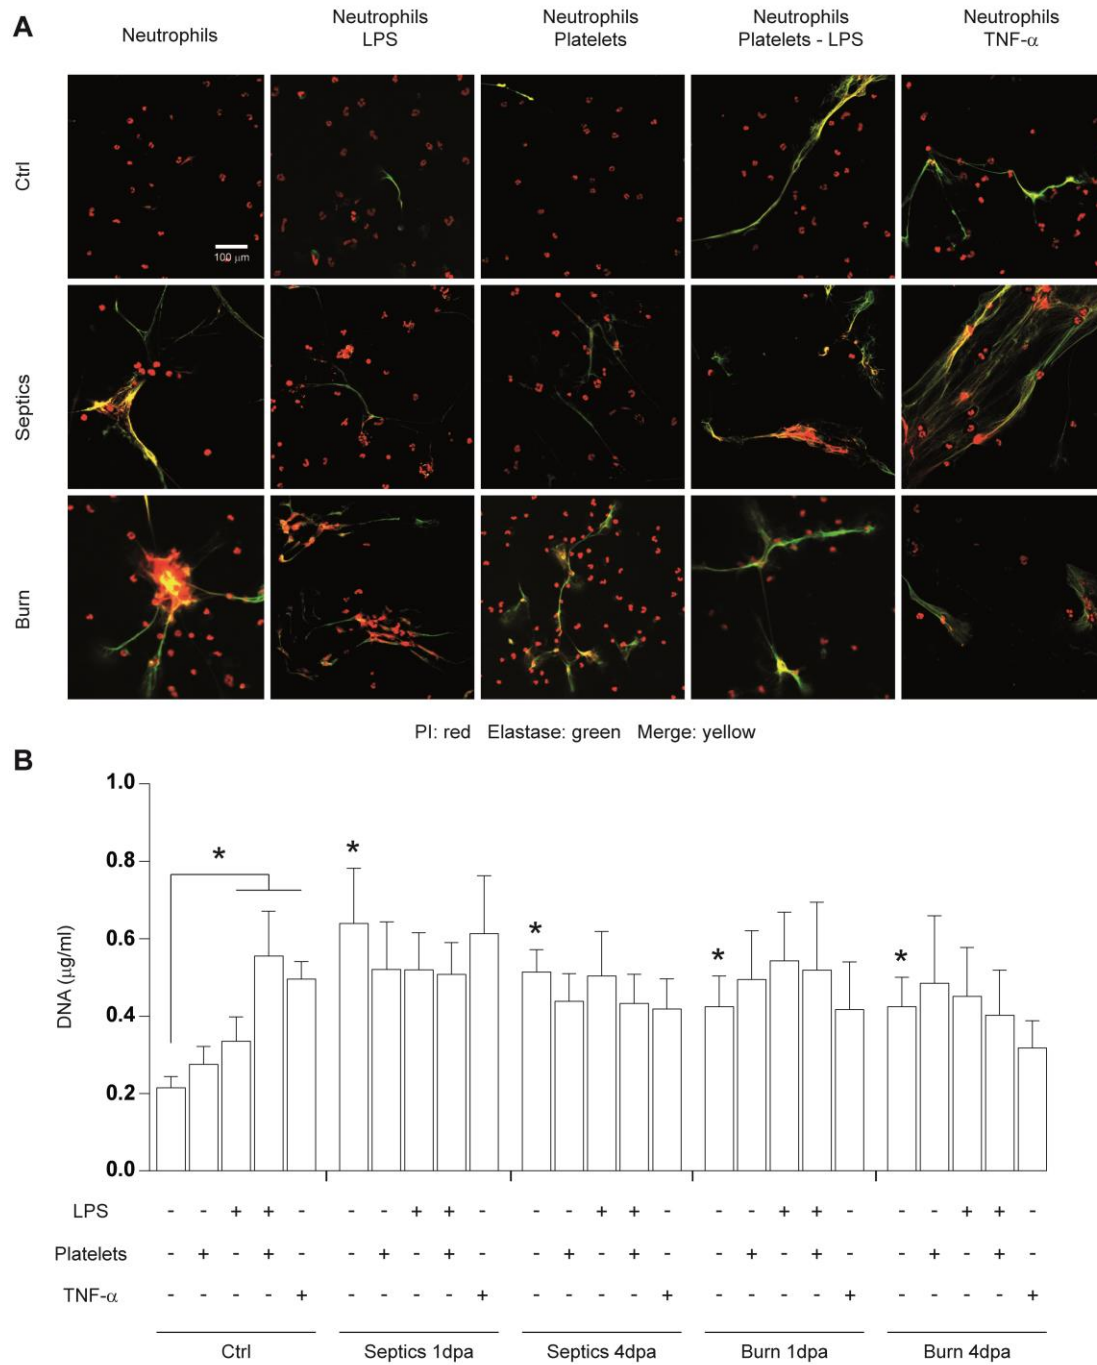 A
Neutrophils
Neutrophils
LPS
Neutrophils
Platelets
Neutrophils
Platelets - LPS
Neutrophils
TNF-α
Ctrl
100 μm
Septics
Burn
PI: red Elastase: green Merge: yellow
B
DNA (μg/ml)
1.0
0.8
0.6
0.4
0.2
0.0
* * * * *
LPS - - + + - - - + + - - - + + - - - + + - - - + + -
Platelets - + - + - - + - + - - + - + - - + - + - - + - + -
TNF-α - - - - + - - - - + - - - - + - - - - + - - - - +
Ctrl Septics 1dpa Septics 4dpa Burn 1dpa Burn 4dpa